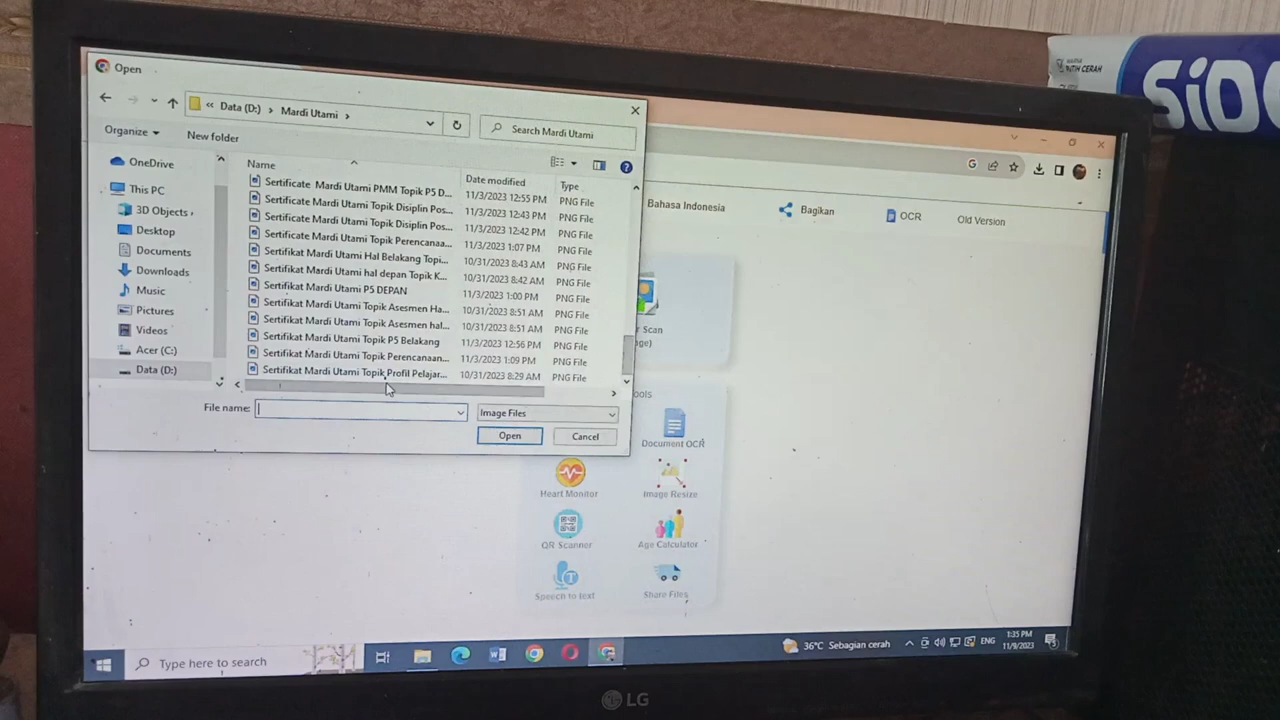 Open
Data (D:)
Mardi Utami
Search Mardi Utami
Organize
New folder
OneDrive
This PC
3D Objects
Desktop
Documents
Downloads
Music
Pictures
Videos
Acer (C:)
Data (D:)
Name Date modified Type
Sertificate Mardi Utami PMM Topik P5 D... 11/3/2023 12:55 PM PNG File
Sertificate Mardi Utami Topik Disiplin Pos... 11/3/2023 12:43 PM PNG File
Sertificate Mardi Utami Topik Disiplin Pos... 11/3/2023 12:42 PM PNG File
Sertificate Mardi Utami Topik Perencanaa... 11/3/2023 1:07 PM PNG File
Sertifikat Mardi Utami Hal Belakang Topi... 10/31/2023 8:43 AM PNG File
Sertifikat Mardi Utami hal depan Topik K... 10/31/2023 8:42 AM PNG File
Sertifikat Mardi Utami P5 DEPAN 11/3/2023 1:00 PM PNG File
Sertifikat Mardi Utami Topik Asesmen Ha... 10/31/2023 8:51 AM PNG File
Sertifikat Mardi Utami Topik Asesmen hal... 10/31/2023 8:51 AM PNG File
Sertifikat Mardi Utami Topik P5 Belakang 11/3/2023 12:56 PM PNG File
Sertifikat Mardi Utami Topik Perencanaan... 11/3/2023 1:09 PM PNG File
Sertifikat Mardi Utami Topik Profil Pelajar... 10/31/2023 8:29 AM PNG File
File name:
Image Files
Open
Cancel
Bahasa Indonesia
Bagikan
OCR
Old Version
Scan
Document OCR
Heart Monitor
Image Resize
QR Scanner
Age Calculator
Speech to text
Share Files
Type here to search
36°C Sebagian cerah
ENG
1:35 PM
11/9/2023
LG
CERAH